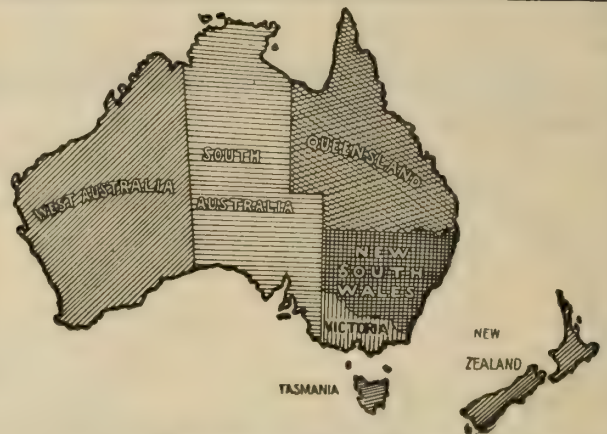 SOUTH
QUEENSLAND
WEST AUSTRALIA
AUSTRALIA
NEW
SOUTH
WALES
VICTORIA
NEW
ZEALAND
TASMANIA